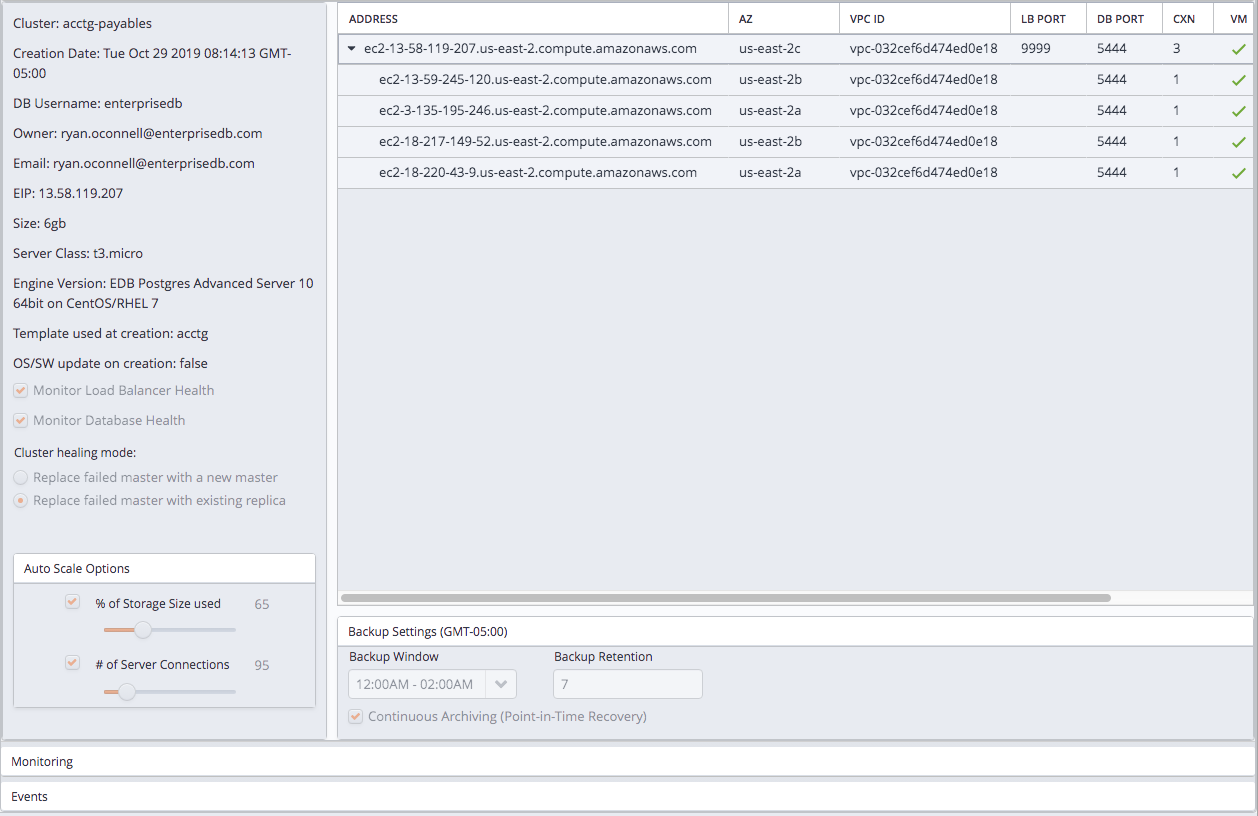 Cluster: acctg-payables
Creation Date: Tue Oct 29 2019 08:14:13 GMT-
05:00
DB Username: enterprisedb
Owner: ryan.oconnell@enterprisedb.com
Email: ryan.oconnell@enterprisedb.com
EIP: 13.58.119.207
Size: 6gb
Server Class: t3.micro
Engine Version: EDB Postgres Advanced Server 10
64bit on CentOS/RHEL 7
Template used at creation: acctg
OS/SW update on creation: false
Monitor Load Balancer Health
Monitor Database Health
Cluster healing mode:
Replace failed master with a new master
Replace failed master with existing replica
Auto Scale Options
% of Storage Size used 65
# of Server Connections 95
ADDRESS AZ VPC ID LB PORT DB PORT CXN VM
ec2-13-58-119-207.us-east-2.compute.amazonaws.com us-east-2c vpc-032cef6d474ed0e18 9999 5444 3
ec2-13-59-245-120.us-east-2.compute.amazonaws.com us-east-2b vpc-032cef6d474ed0e18 5444 1
ec2-3-135-195-246.us-east-2.compute.amazonaws.com us-east-2a vpc-032cef6d474ed0e18 5444 1
ec2-18-217-149-52.us-east-2.compute.amazonaws.com us-east-2b vpc-032cef6d474ed0e18 5444 1
ec2-18-220-43-9.us-east-2.compute.amazonaws.com us-east-2a vpc-032cef6d474ed0e18 5444 1
Backup Settings (GMT-05:00)
Backup Window Backup Retention
12:00AM - 02:00AM 7
Continuous Archiving (Point-in-Time Recovery)
Monitoring
Events